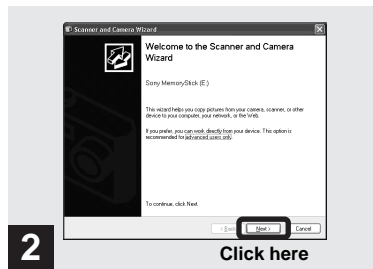 Scanner and Camera Wizard
Welcome to the Scanner and Camera
Wizard
Sony MemoryStick (E:)
This wizard helps you copy pictures from your camera, scanner, or other
device to your computer, your network, or the Web.
If you prefer, you can work directly from your device. This option is
recommended for advanced users only.
To continue, click Next.
< Back Next > Cancel
2
Click here